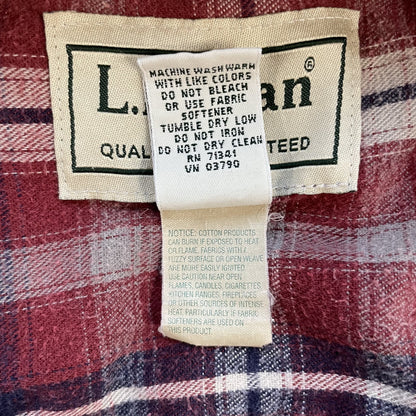 L. an®
QUAL TEED
MACHINE WASH WARM
WITH LIKE COLORS
DO NOT BLEACH
OR USE FABRIC
SOFTENER
TUMBLE DRY LOW
DO NOT IRON
DO NOT DRY CLEAN
RN 71341
VN 03790
NOTICE: COTTON PRODUCTS
CAN BURN IF EXPOSED TO HEAT
OR FLAME. FABRICS WITH
FUZZY SURFACE OR OPEN WEAVE
ARE MORE EASILY IGNITED.
USE CAUTION NEAR OPEN
FLAMES, CANDLES, CIGARETTES
KITCHEN RANGES, FIREPLACES
OR OTHER SOURCES OF INTENSE
HEAT, PARTICULARLY IF FABRIC
SOFTENERS ARE USED ON
THIS PRODUCT.